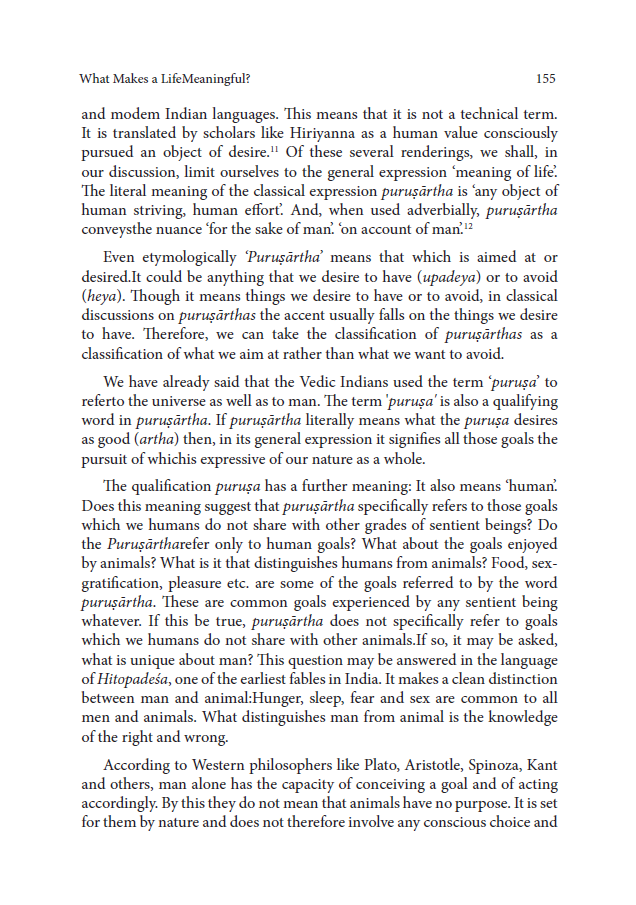 What Makes a LifeMeaningful? 155
and modem Indian languages. This means that it is not a technical term.
It is translated by scholars like Hiriyanna as a human value consciously
pursued an object of desire.11 Of these several renderings, we shall, in
our discussion, limit ourselves to the general expression ‘meaning of life’.
The literal meaning of the classical expression puruṣārtha is ‘any object of
human striving, human effort’. And, when used adverbially, puruṣārtha
conveysthe nuance ‘for the sake of man’. ‘on account of man’.12
Even etymologically ‘Puruṣārtha’ means that which is aimed at or
desired.It could be anything that we desire to have (upadeya) or to avoid
(heya). Though it means things we desire to have or to avoid, in classical
discussions on puruṣārthas the accent usually falls on the things we desire
to have. Therefore, we can take the classification of puruṣārthas as a
classification of what we aim at rather than what we want to avoid.
We have already said that the Vedic Indians used the term ‘puruṣa’ to
referto the universe as well as to man. The term 'puruṣa' is also a qualifying
word in puruṣārtha. If puruṣārtha literally means what the puruṣa desires
as good (artha) then, in its general expression it signifies all those goals the
pursuit of whichis expressive of our nature as a whole.
The qualification puruṣa has a further meaning: It also means ‘human’.
Does this meaning suggest that puruṣārtha specifically refers to those goals
which we humans do not share with other grades of sentient beings? Do
the Puruṣārtharefer only to human goals? What about the goals enjoyed
by animals? What is it that distinguishes humans from animals? Food, sex-
gratification, pleasure etc. are some of the goals referred to by the word
puruṣārtha. These are common goals experienced by any sentient being
whatever. If this be true, puruṣārtha does not specifically refer to goals
which we humans do not share with other animals.If so, it may be asked,
what is unique about man? This question may be answered in the language
of Hitopadeśa, one of the earliest fables in India. It makes a clean distinction
between man and animal:Hunger, sleep, fear and sex are common to all
men and animals. What distinguishes man from animal is the knowledge
of the right and wrong.
According to Western philosophers like Plato, Aristotle, Spinoza, Kant
and others, man alone has the capacity of conceiving a goal and of acting
accordingly. By this they do not mean that animals have no purpose. It is set
for them by nature and does not therefore involve any conscious choice and